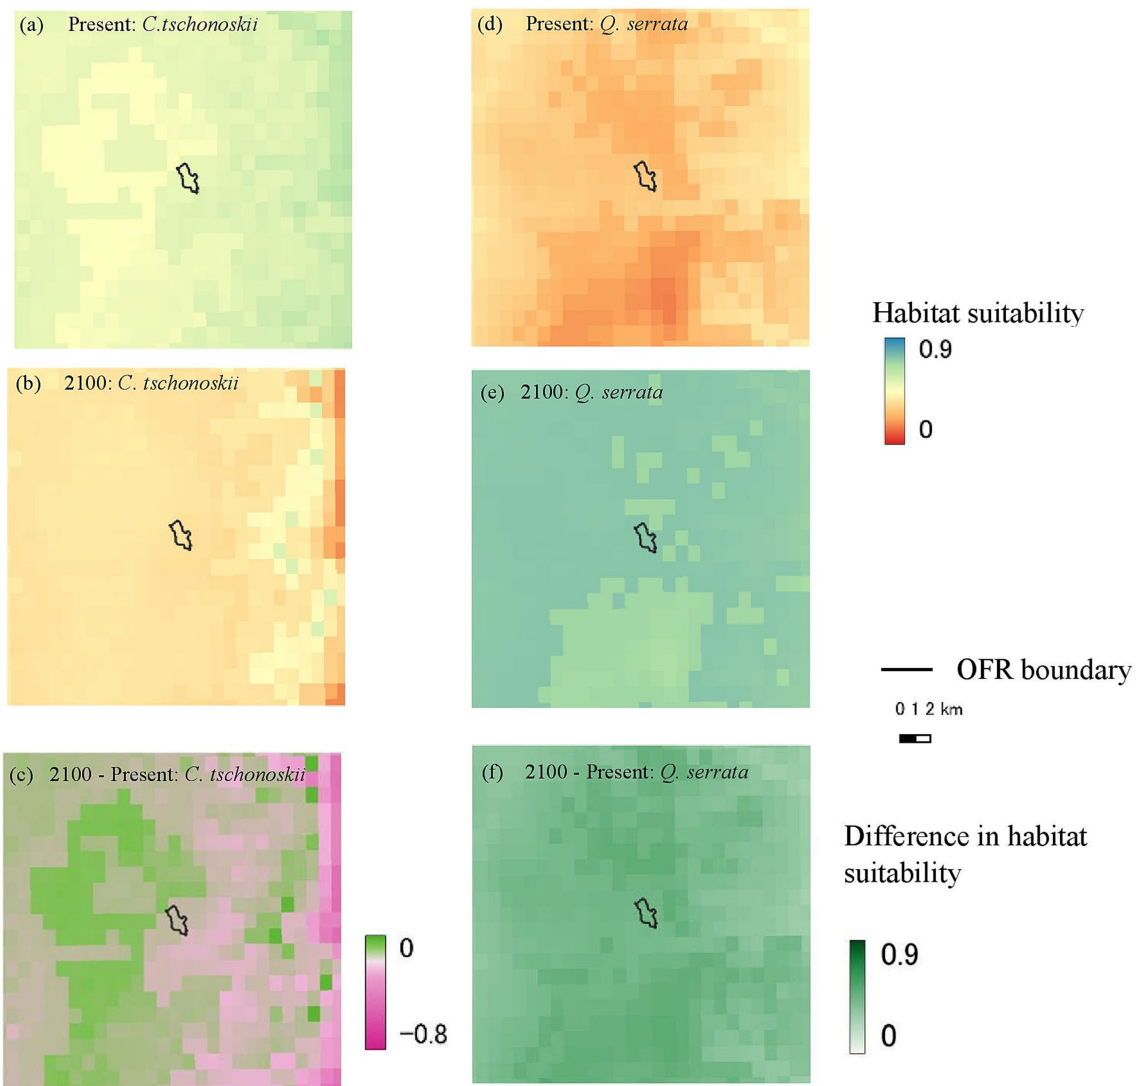 (a) Present: C.tschonoskii
(d) Present: Q. serrata
Habitat suitability
0.9
0
(b) 2100: C. tschonoskii
(e) 2100: Q. serrata
OFR boundary
0 1 2 km
(c) 2100 - Present: C. tschonoskii
(f) 2100 - Present: Q. serrata
Difference in habitat
suitability
0
−0.8
0.9
0